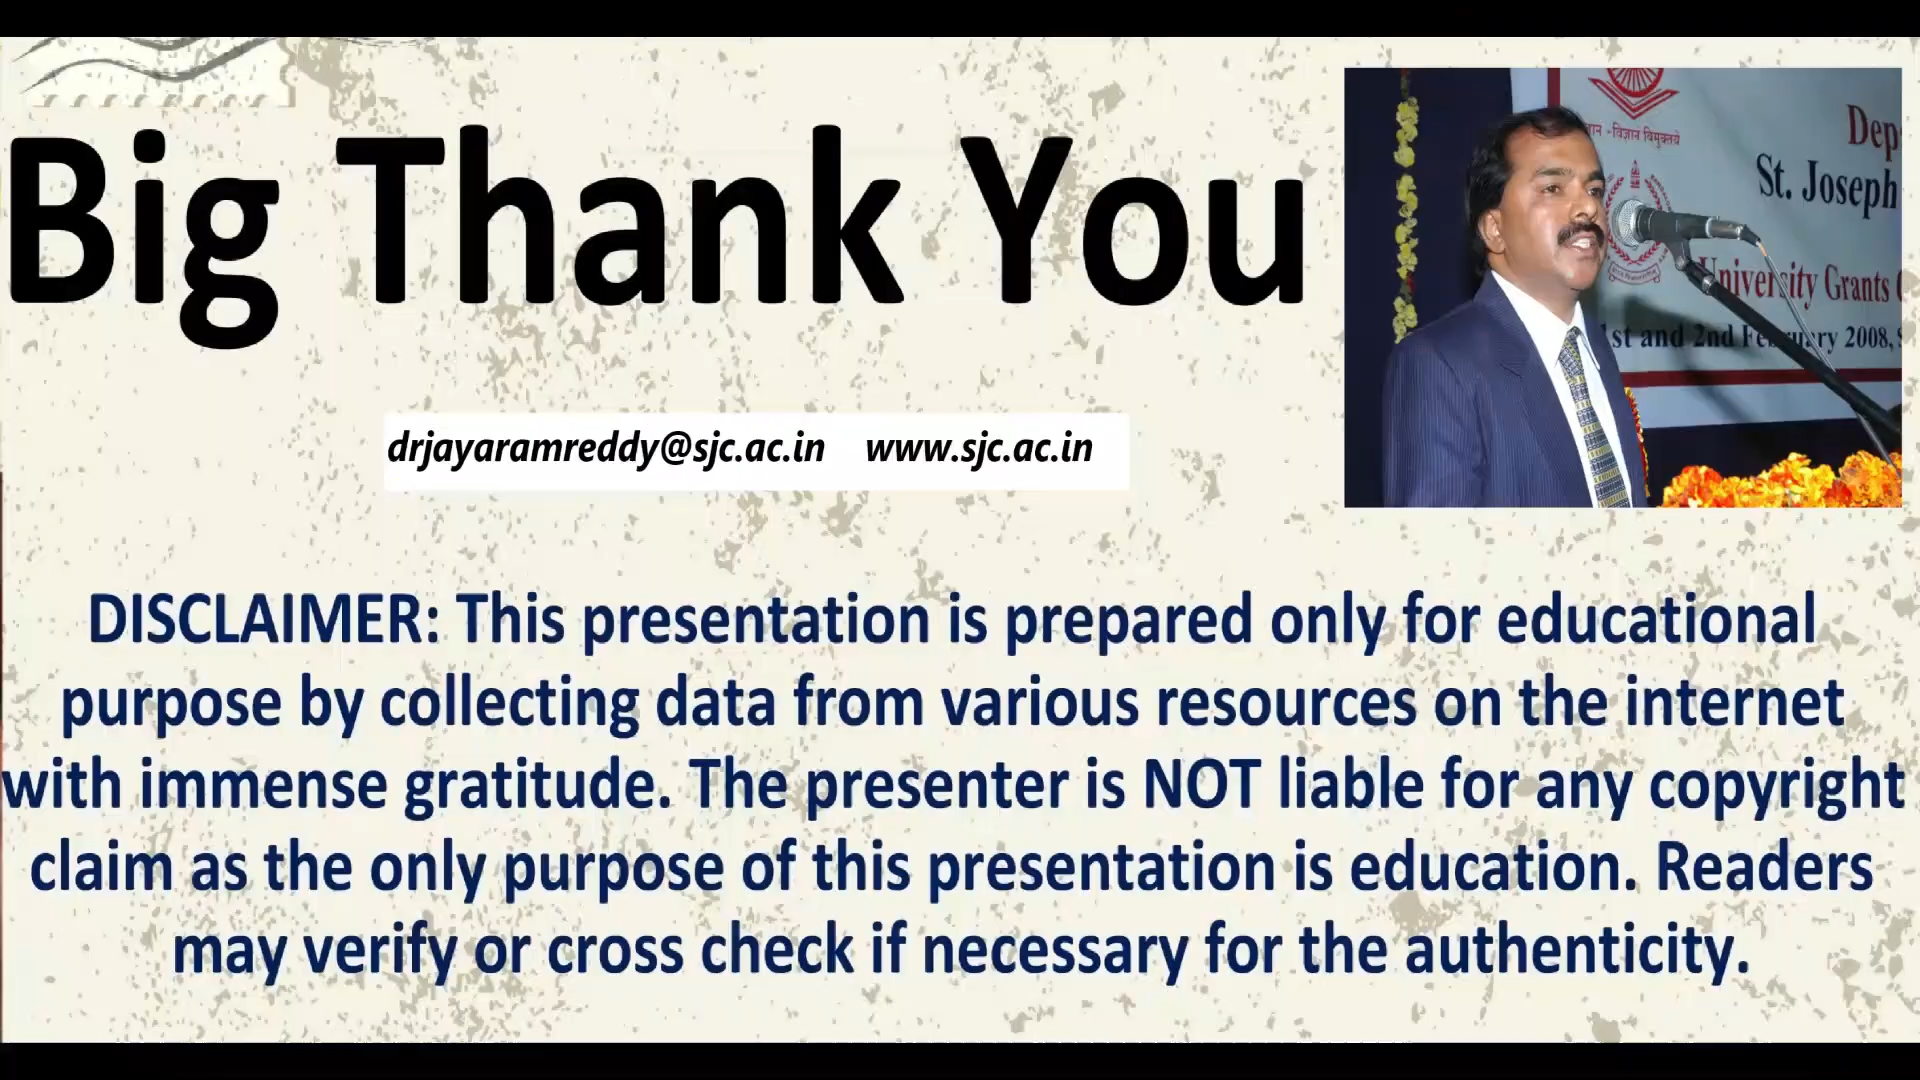 Big Thank You
drjayaramreddy@sjc.ac.in www.sjc.ac.in
विज्ञान विमुक्तये
St. Joseph
University Grants
1st and 2nd February 2008,
DISCLAIMER: This presentation is prepared only for educational
purpose by collecting data from various resources on the internet
with immense gratitude. The presenter is NOT liable for any copyright
claim as the only purpose of this presentation is education. Readers
may verify or cross check if necessary for the authenticity.